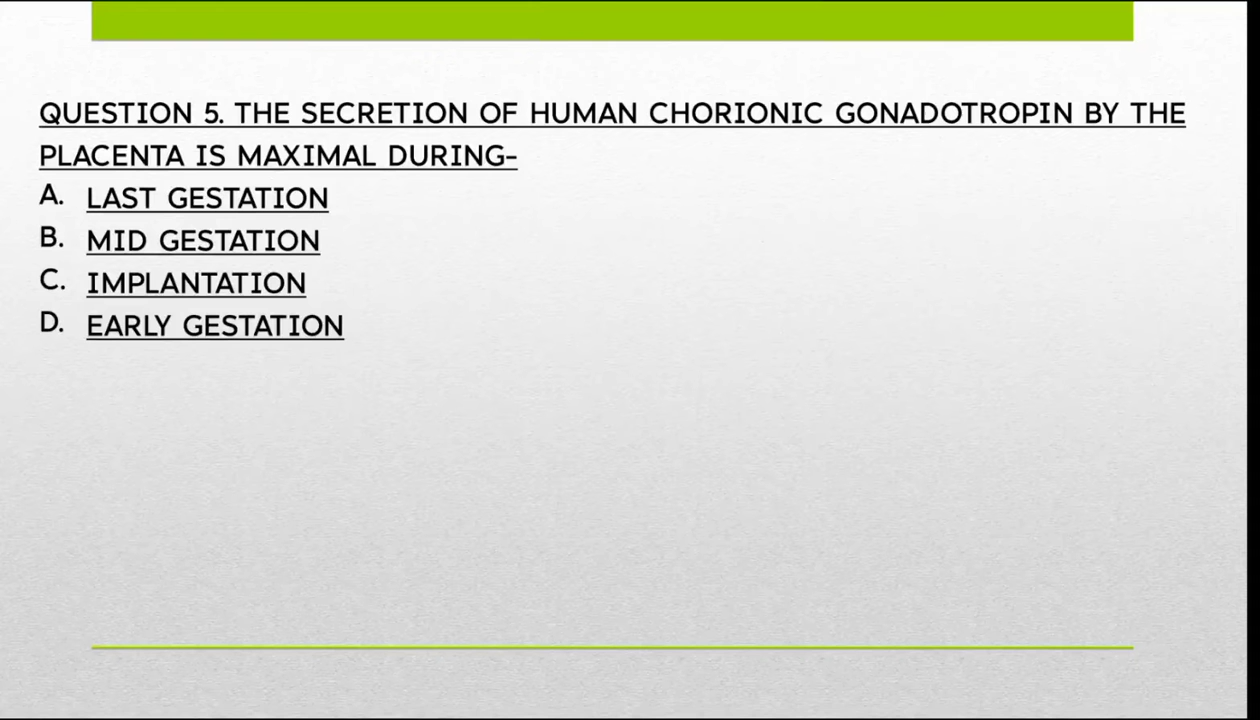 QUESTION 5. THE SECRETION OF HUMAN CHORIONIC GONADOTROPIN BY THE
PLACENTA IS MAXIMAL DURING-
A. LAST GESTATION
B. MID GESTATION
C. IMPLANTATION
D. EARLY GESTATION